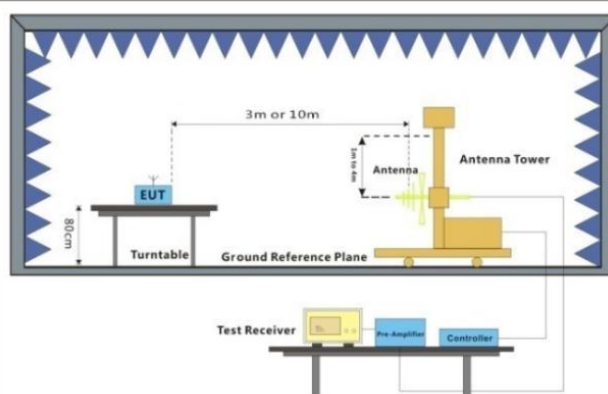 3m or 10m
1m to 4m
Antenna
Antenna Tower
EUT
80cm
Turntable
Ground Reference Plane
Test Receiver
Pre-Amplifier
Controller